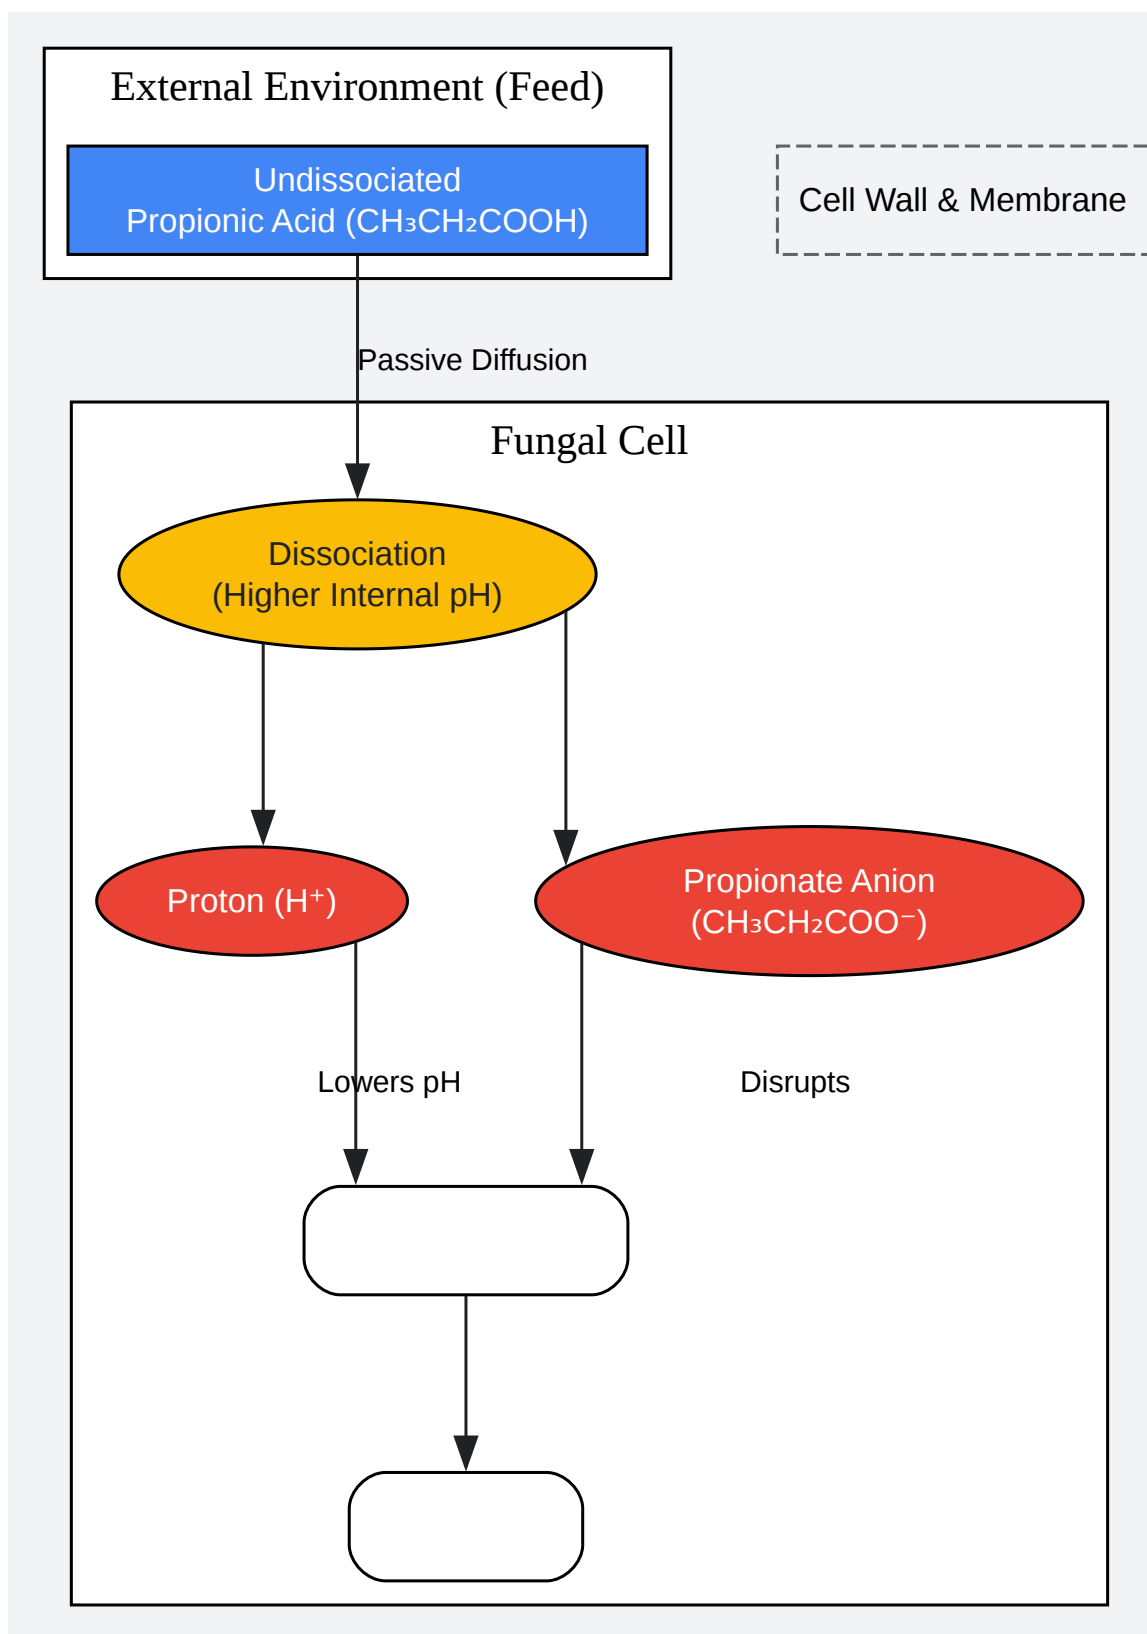 External Environment (Feed)
Undissociated
Propionic Acid (CH₃CH₂COOH)
Cell Wall & Membrane
Passive Diffusion
Fungal Cell
Dissociation
(Higher Internal pH)
Proton (H⁺)
Propionate Anion
(CH₃CH₂COO⁻)
Lowers pH
Disrupts